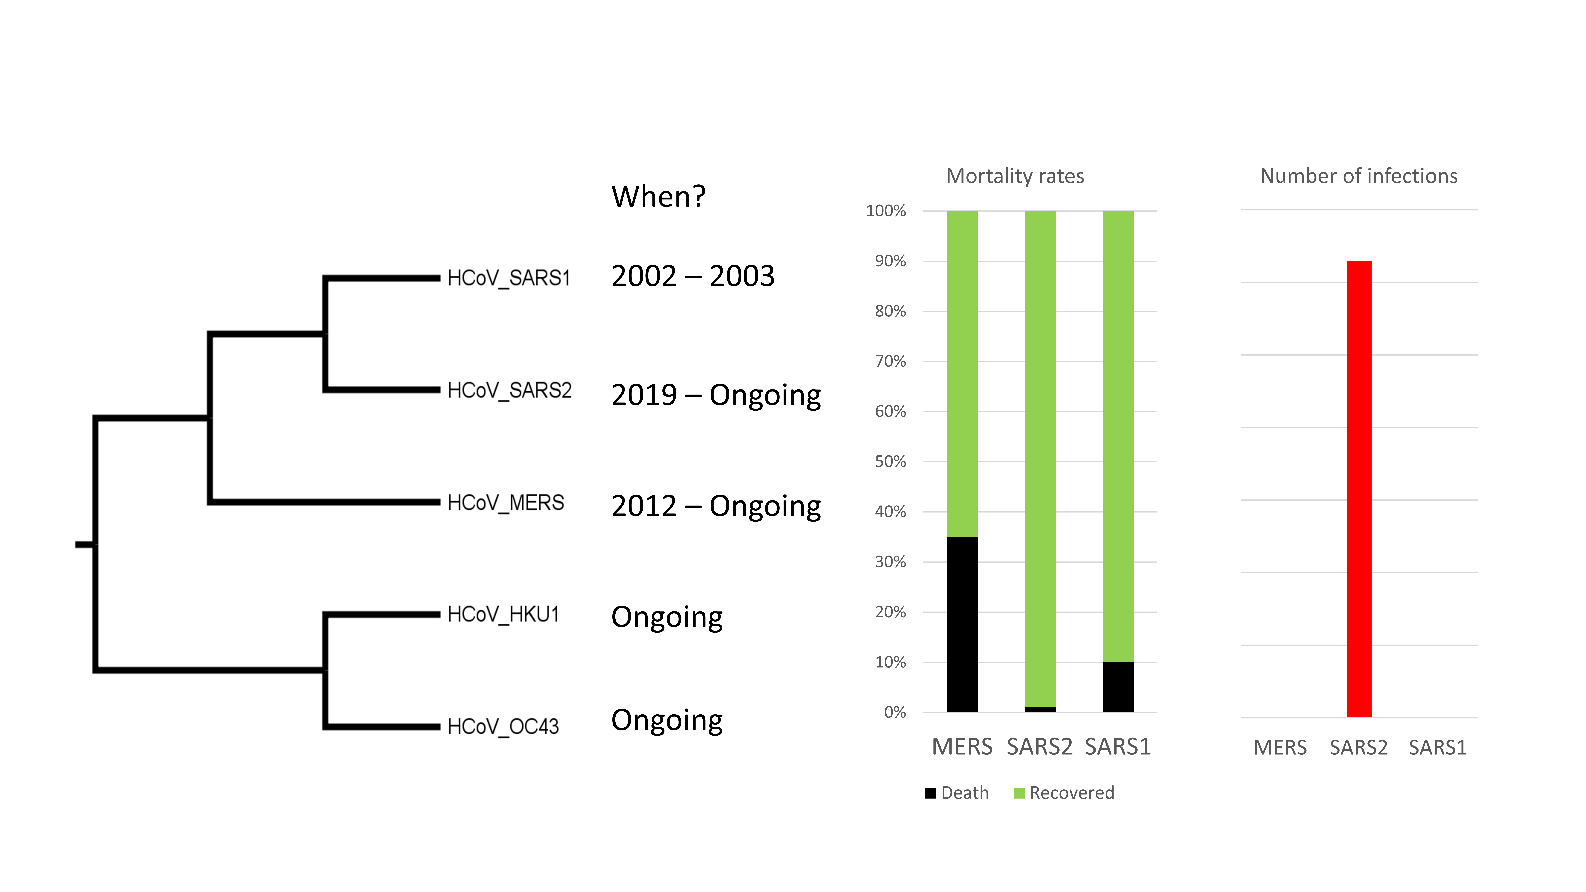 When?
HCoV_SARS1 2002 – 2003
HCoV_SARS2 2019 – Ongoing
HCoV_MERS 2012 – Ongoing
HCoV_HKU1 Ongoing
HCoV_OC43 Ongoing
Mortality rates
100%
90%
80%
70%
60%
50%
40%
30%
20%
10%
0%
MERS SARS2 SARS1
Death Recovered
Number of infections
MERS SARS2 SARS1